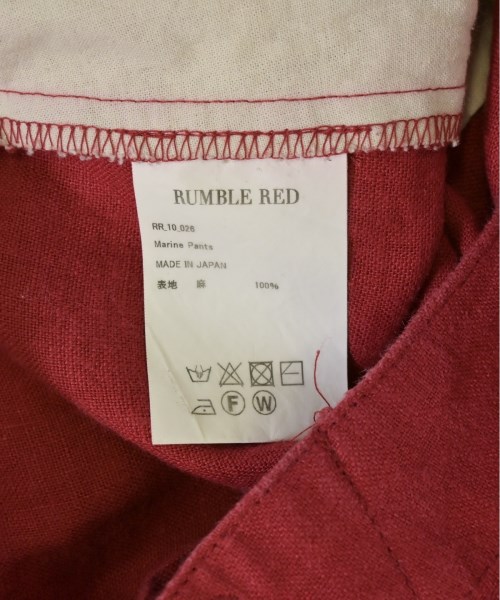 RUMBLE RED
RR_10_026
Marine Pants
MADE IN JAPAN
表地 麻 100%
F W